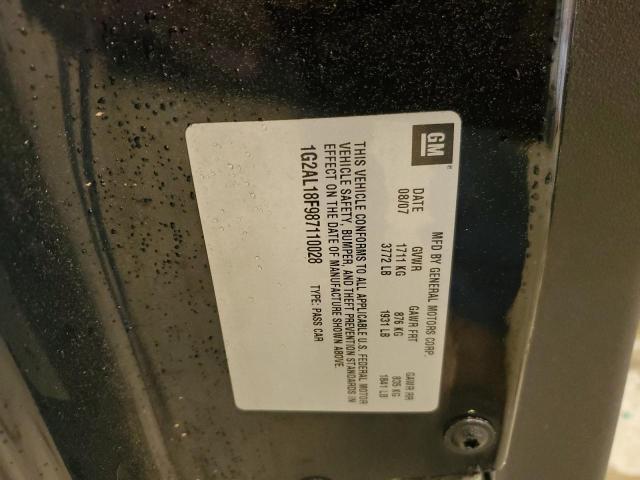 GM
MFD BY GENERAL MOTORS CORP.
DATE GVWR GAWR FRT GAWR RR
08/07 1711 KG 876 KG 835 KG
3772 LB 1931 LB 1841 LB
THIS VEHICLE CONFORMS TO ALL APPLICABLE U.S. FEDERAL MOTOR
VEHICLE SAFETY, BUMPER, AND THEFT PREVENTION STANDARDS IN
EFFECT ON THE DATE OF MANUFACTURE SHOWN ABOVE.
1G2AL18F987110028 TYPE: PASS CAR